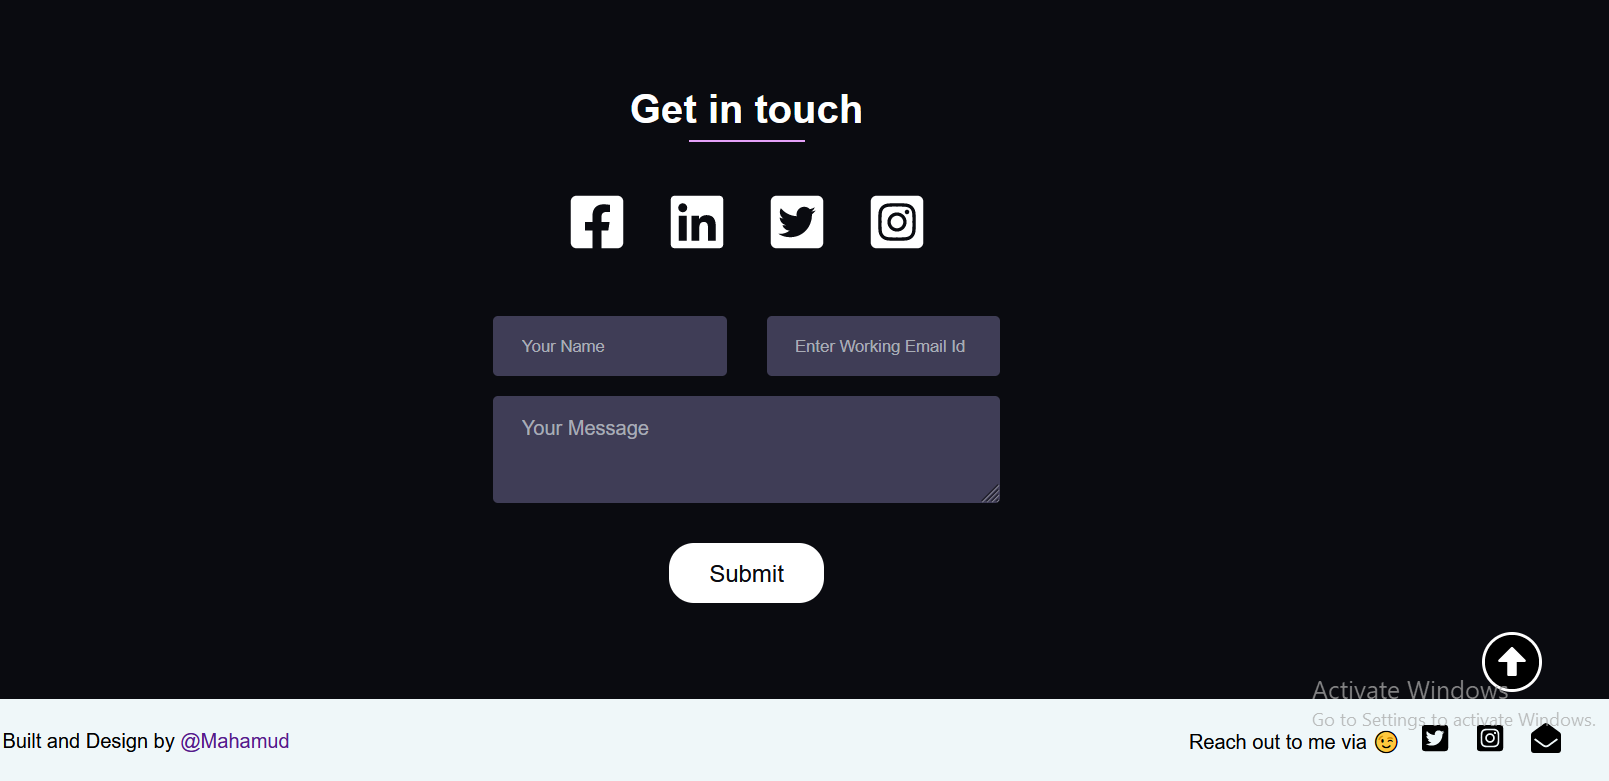 Get in touch
Your Name
Enter Working Email Id
Your Message
Submit
Activate Windows
Go to Settings to activate Windows.
Built and Design by @Mahamud
Reach out to me via 😉